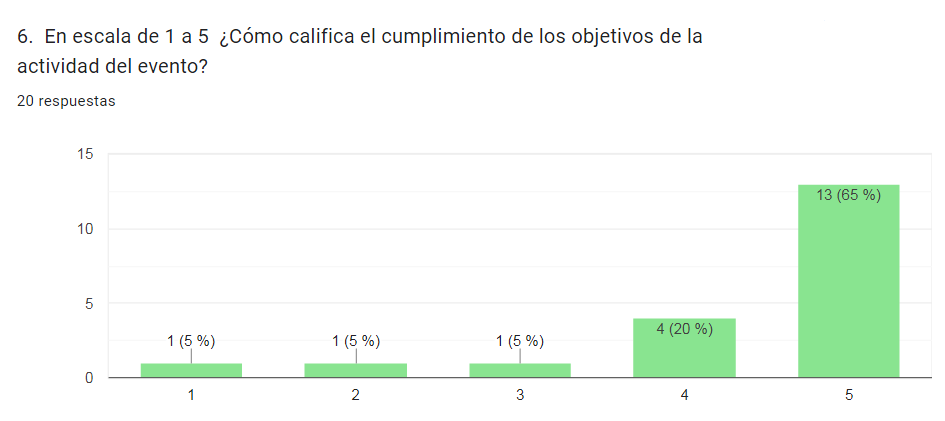 6.  En escala de 1 a 5  ¿Cómo califica el cumplimiento de los objetivos de la
actividad del evento?
20 respuestas
15
10
5
0
1 (5 %)
1 (5 %)
1 (5 %)
4 (20 %)
13 (65 %)
1
2
3
4
5